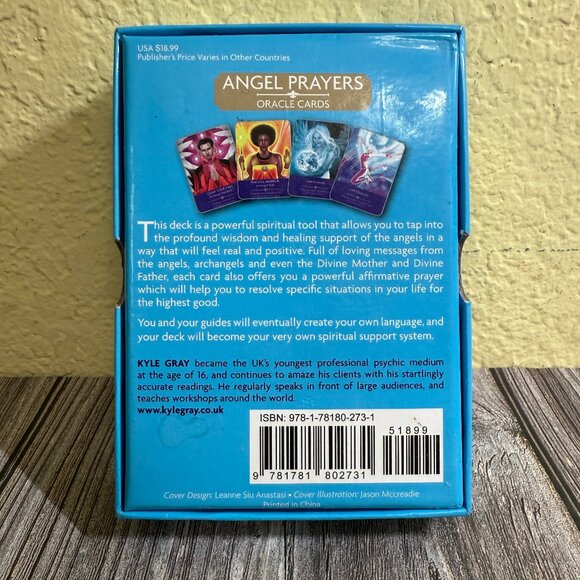 USA $18.99
Publisher's Price Varies in Other Countries
ANGEL PRAYERS
ORACLE CARDS
This deck is a powerful spiritual tool that allows you to tap into
the profound wisdom and healing support of the angels in a
way that will feel real and positive. Full of loving messages from
the angels, archangels and even the Divine Mother and Divine
Father, each card also offers you a powerful affirmative prayer
which will help you to resolve specific situations in your life for
the highest good.
You and your guides will eventually create your own language, and
your deck will become your very own spiritual support system.
KYLE GRAY became the UK's youngest professional psychic medium
at the age of 16, and continues to amaze his clients with his startlingly
accurate readings. He regularly speaks in front of large audiences, and
teaches workshops around the world.
www.kylegray.co.uk
ISBN: 978-1-78180-273-1
51899
9 781781 802731
Cover Design: Leanne Siu Anastasi • Cover Illustration: Jason Mccreadie
Printed in China